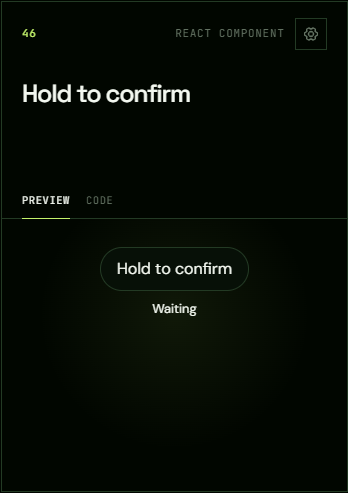 46
REACT COMPONENT
Hold to confirm
PREVIEW CODE
Hold to confirm
Waiting